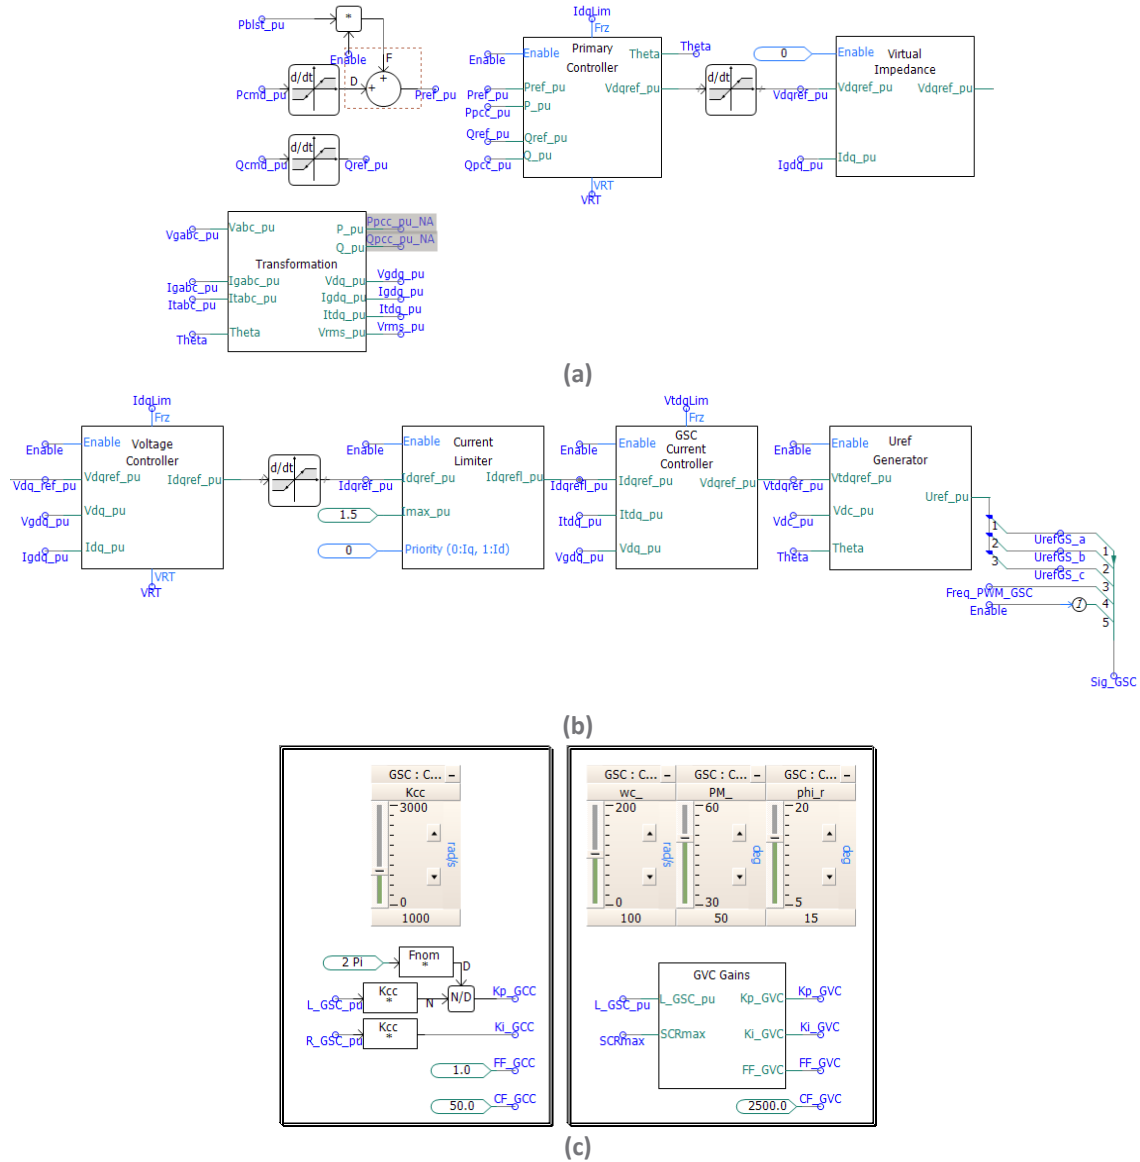 IdqLim
Pblst_pu
*
Frz
Enable
F
Enable
Enable
Primary
Controller
Theta
Theta
0
Enable
Virtual
Impedance
d/dt
D
+
+
Pcmd_pu
Pref_pu
Pref_pu
Pref_pu
Vdqref_pu
d/dt
Vdqref_pu
Vdqref_pu
Vdqref_pu
Ppcc_pu
P_pu
Qref_pu
Qref_pu
d/dt
Qcmd_pu
Qref_pu
Qpcc_pu
Q_pu
Igdq_pu
Idq_pu
VRT
VRT
Vgabc_pu
Vabc_pu
P_pu
Ppcc_pu_NA
Q_pu
Qpcc_pu_NA
Transformation
Igabc_pu
Igabc_pu
Vdq_pu
Vgdq_pu
Itabc_pu
Itabc_pu
Igdq_pu
Igdq_pu
Itdq_pu
Itdq_pu
Theta
Theta
Vrms_pu
Vrms_pu
(a)
IdqLim
VtdqLim
Frz
Frz
Enable
Enable
Voltage
Controller
Enable
Enable
Current
Limiter
Enable
Enable
GSC
Current
Controller
Enable
Enable
Uref
Generator
Vdq_ref_pu
Vdqref_pu
Idqref_pu
d/dt
Idqref_pu
Idqref_pu
Idqrefl_pu
Idqrefl_pu
Idqref_pu
Vdqref_pu
Vtdqref_pu
Vtdqref_pu
Uref_pu
Vgdq_pu
Vdq_pu
1.5
Imax_pu
Itdq_pu
Itdq_pu
Vdc_pu
Vdc_pu
Igdq_pu
Idq_pu
0
Priority (0:Iq, 1:Id)
Vgdq_pu
Vdq_pu
Theta
Theta
1
UrefGS_a
1
2
UrefGS_b
2
3
UrefGS_c
3
Freq_PWM_GSC
4
Enable
1
5
VRT
VRT
Sig_GSC
(b)
GSC : C...
Kcc
3000
rad/s
0
1000
GSC : C...
GSC : C...
GSC : C...
wc_
PM_
phi_r
200
60
20
rad/s
deg
deg
0
30
5
100
50
15
2 Pi
Fnom
*
D
L_GSC_pu
Kcc
*
N
N/D
Kp_GCC
R_GSC_pu
Kcc
*
Ki_GCC
1.0
FF_GCC
50.0
CF_GCC
GVC Gains
L_GSC_pu
L_GSC_pu
Kp_GVC
Kp_GVC
SCRmax
SCRmax
Ki_GVC
Ki_GVC
FF_GVC
FF_GVC
2500.0
CF_GVC
(c)